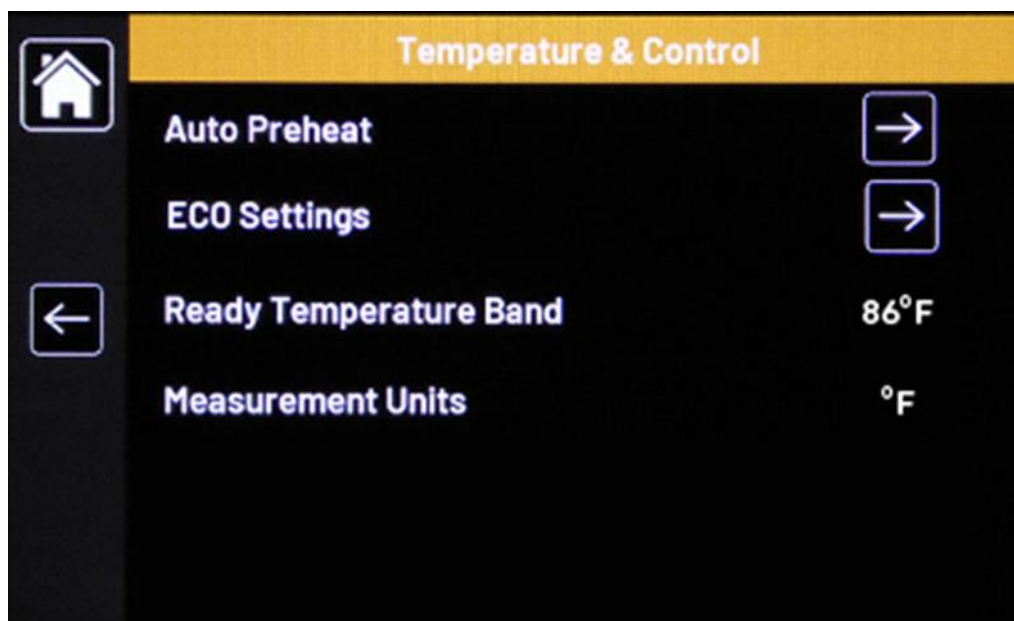 Temperature & Control
Auto Preheat
ECO Settings
Ready Temperature Band 86°F
Measurement Units °F